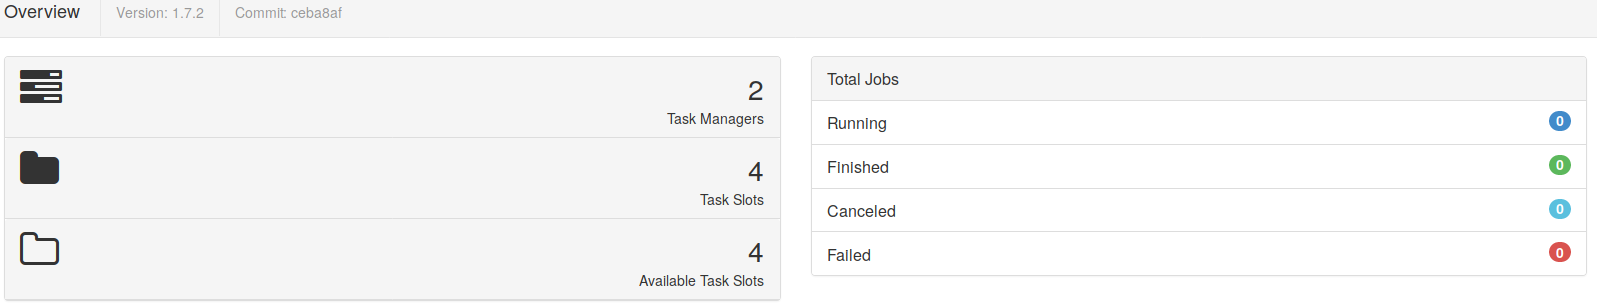 Overview
Version: 1.7.2
Commit: ceba8af
2
Task Managers
4
Task Slots
4
Available Task Slots
Total Jobs
Running 0
Finished 0
Canceled 0
Failed 0